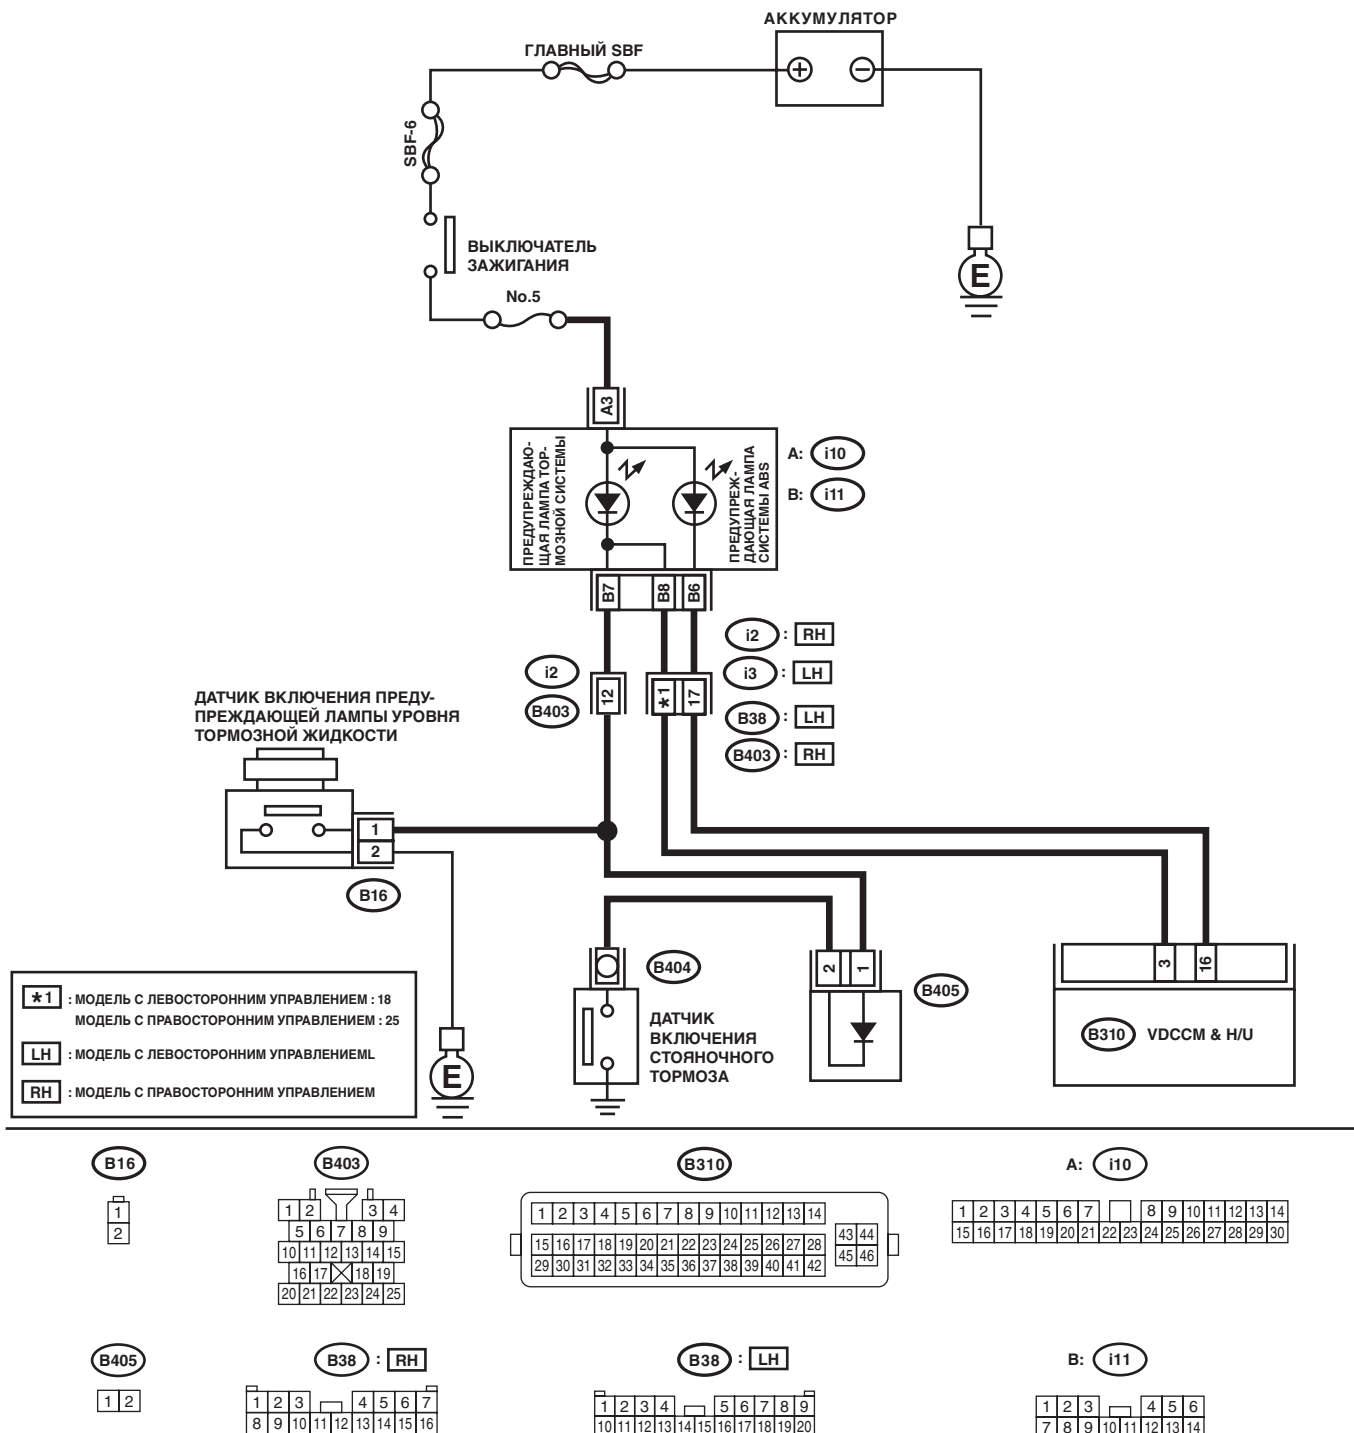 АККУМУЛЯТОР
ГЛАВНЫЙ SBF
SBF-6
ВЫКЛЮЧАТЕЛЬ
ЗАЖИГАНИЯ
No.5
E
A3
ПРЕДУПРЕЖДАЮ-
ЩАЯ ЛАМПА ТОР-
МОЗНОЙ СИСТЕМЫ
ПРЕДУПРЕЖ-
ДАЮЩАЯ ЛАМПА
СИСТЕМЫ ABS
A: i10
B: i11
B7 B8 B6
i2 : RH
i3 : LH
B38 : LH
B403 : RH
i2
B403
12 *1 17
ДАТЧИК ВКЛЮЧЕНИЯ ПРЕДУ-
ПРЕЖДАЮЩЕЙ ЛАМПЫ УРОВНЯ
ТОРМОЗНОЙ ЖИДКОСТИ
1
2
B16
B404
2 1
B405
3 16
ДАТЧИК
ВКЛЮЧЕНИЯ
СТОЯНОЧНОГО
ТОРМОЗА
B310 VDCCM & H/U
*1 : МОДЕЛЬ С ЛЕВОСТОРОННИМ УПРАВЛЕНИЕМ : 18
МОДЕЛЬ С ПРАВОСТОРОННИМ УПРАВЛЕНИЕМ : 25
LH : МОДЕЛЬ С ЛЕВОСТОРОННИМ УПРАВЛЕНИЕМL
RH : МОДЕЛЬ С ПРАВОСТОРОННИМ УПРАВЛЕНИЕМ
E
B16
1
2
B403
1 2 3 4
5 6 7 8 9
10 11 12 13 14 15
16 17 18 19
20 21 22 23 24 25
B310
1 2 3 4 5 6 7 8 9 10 11 12 13 14
15 16 17 18 19 20 21 22 23 24 25 26 27 28
29 30 31 32 33 34 35 36 37 38 39 40 41 42
43 44
45 46
A: i10
1 2 3 4 5 6 7 8 9 10 11 12 13 14
15 16 17 18 19 20 21 22 23 24 25 26 27 28 29 30
B405
1 2
B38 : RH
1 2 3 4 5 6 7
8 9 10 11 12 13 14 15 16
B38 : LH
1 2 3 4 5 6 7 8 9
10 11 12 13 14 15 16 17 18 19 20
B: i11
1 2 3 4 5 6
7 8 9 10 11 12 13 14